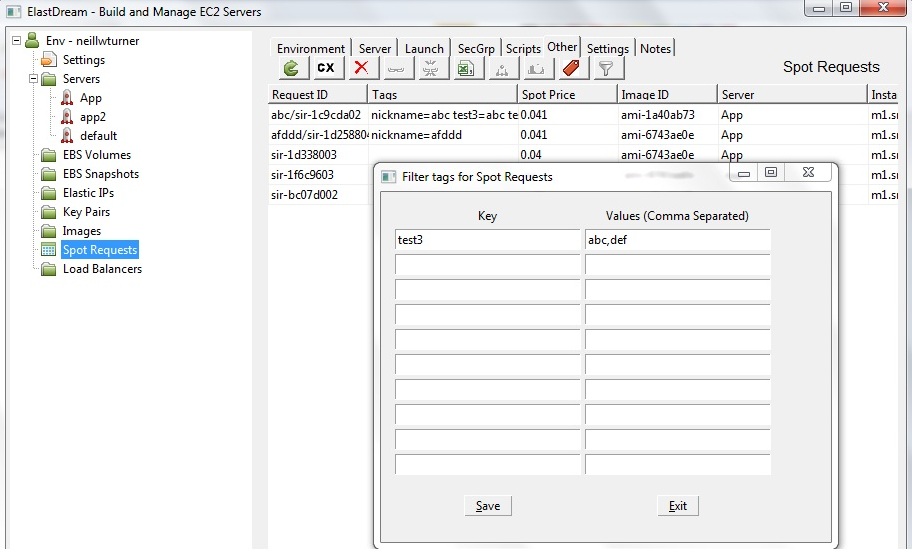 ElastDream - Build and Manage EC2 Servers
Env - neillwturner
Settings
Servers
App
app2
default
EBS Volumes
EBS Snapshots
Elastic IPs
Key Pairs
Images
Spot Requests
Load Balancers
Environment Server Launch SecGrp Scripts Other Settings Notes
CX
Spot Requests
Request ID Tags Spot Price Image ID Server Insta
abc/sir-1c9cda02 nickname=abc test3=abc te 0.041 ami-1a40ab73 App m1.sr
afddd/sir-1d25880 nickname=afddd 0.041 ami-6743ae0e App m1.sr
sir-1d338003 0.04 ami-6743ae0e App m1.sr
sir-1f6c9603 m1.sr
sir-bc07d002 m1.sr
Filter tags for Spot Requests
Key Values (Comma Separated)
test3 abc,def
Save Exit